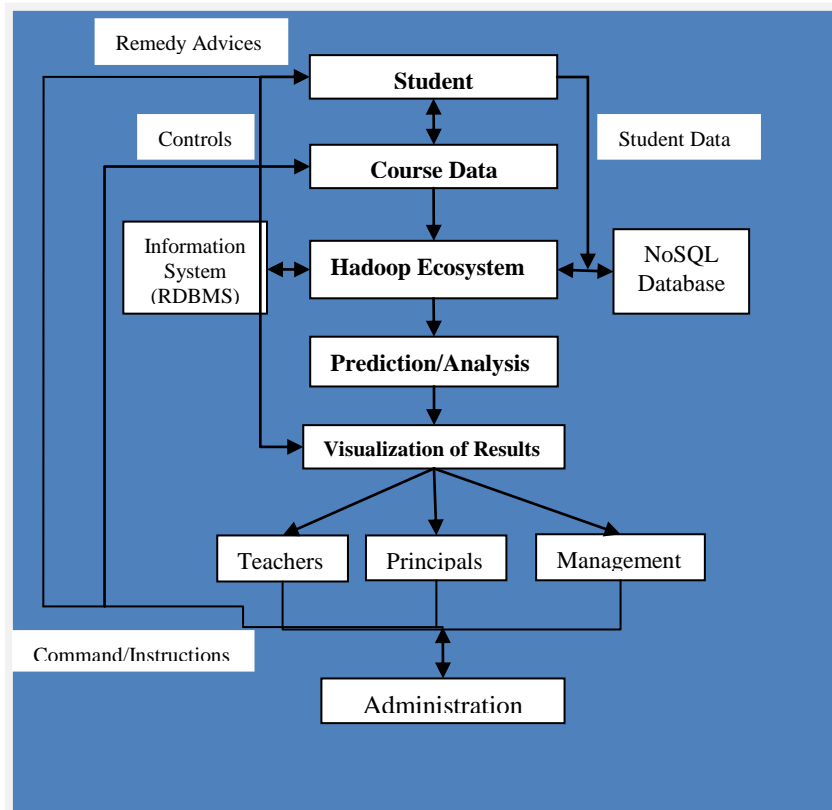 Remedy Advices
Student
Controls
Student Data
Course Data
Information
System
(RDBMS)
Hadoop Ecosystem
NoSQL
Database
Prediction/Analysis
Visualization of Results
Teachers
Principals
Management
Command/Instructions
Administration